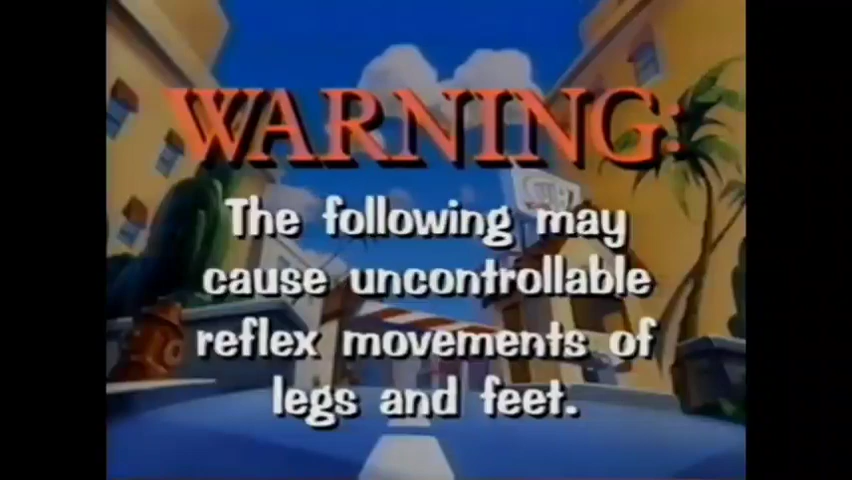 WARNING:
The following may
cause uncontrollable
reflex movements of
legs and feet.